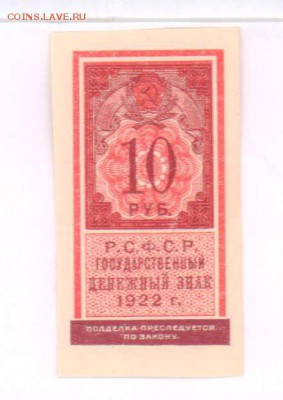 COINS.LAVE.RU
10
РУБ.
Р.С.Ф.С.Р.
ГОСУДАРСТВЕННЫЙ
ДЕНЕЖНЫЙ ЗНАК
1922 г.
ПОДДЕЛКА ПРЕСЛЕДУЕТСЯ
ПО ЗАКОНУ.